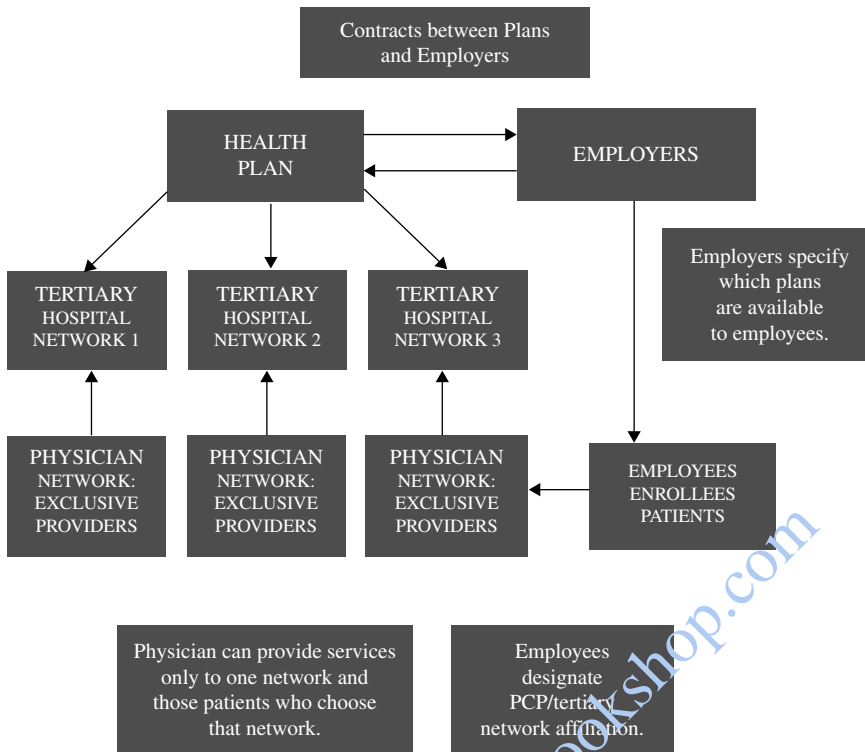 Contracts between Plans
and Employers
HEALTH
PLAN
EMPLOYERS
Employers specify
which plans
are available
to employees.
TERTIARY
HOSPITAL
NETWORK 1
TERTIARY
HOSPITAL
NETWORK 2
TERTIARY
HOSPITAL
NETWORK 3
PHYSICIAN
NETWORK:
EXCLUSIVE
PROVIDERS
PHYSICIAN
NETWORK:
EXCLUSIVE
PROVIDERS
PHYSICIAN
NETWORK:
EXCLUSIVE
PROVIDERS
EMPLOYEES
ENROLLEES
PATIENTS
Physician can provide services
only to one network and
those patients who choose
that network.
Employees
designate
PCP/tertiary
network affiliation.
ookshop.com